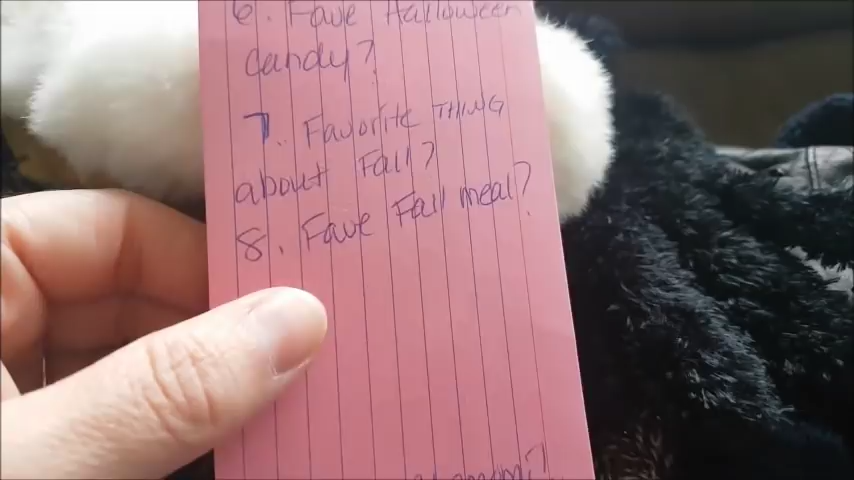 6. Fave Halloween
candy?
7. Favorite THING
about Fall?
8. Fave Fall meal?